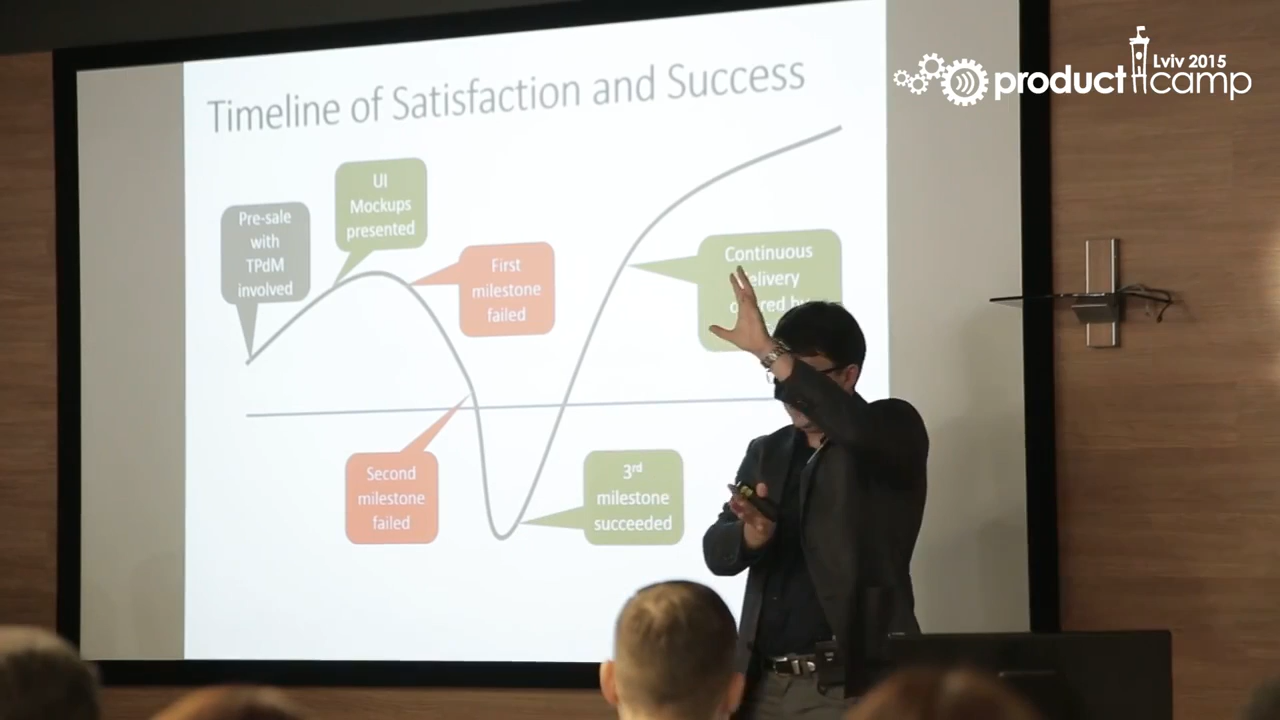 Lviv 2015
product camp
Timeline of Satisfaction and Success
UI
Mockups
presented
Pre-sale
with
TPdM
involved
First
milestone
failed
Continuous
Second
milestone
failed
3rd
milestone
succeeded